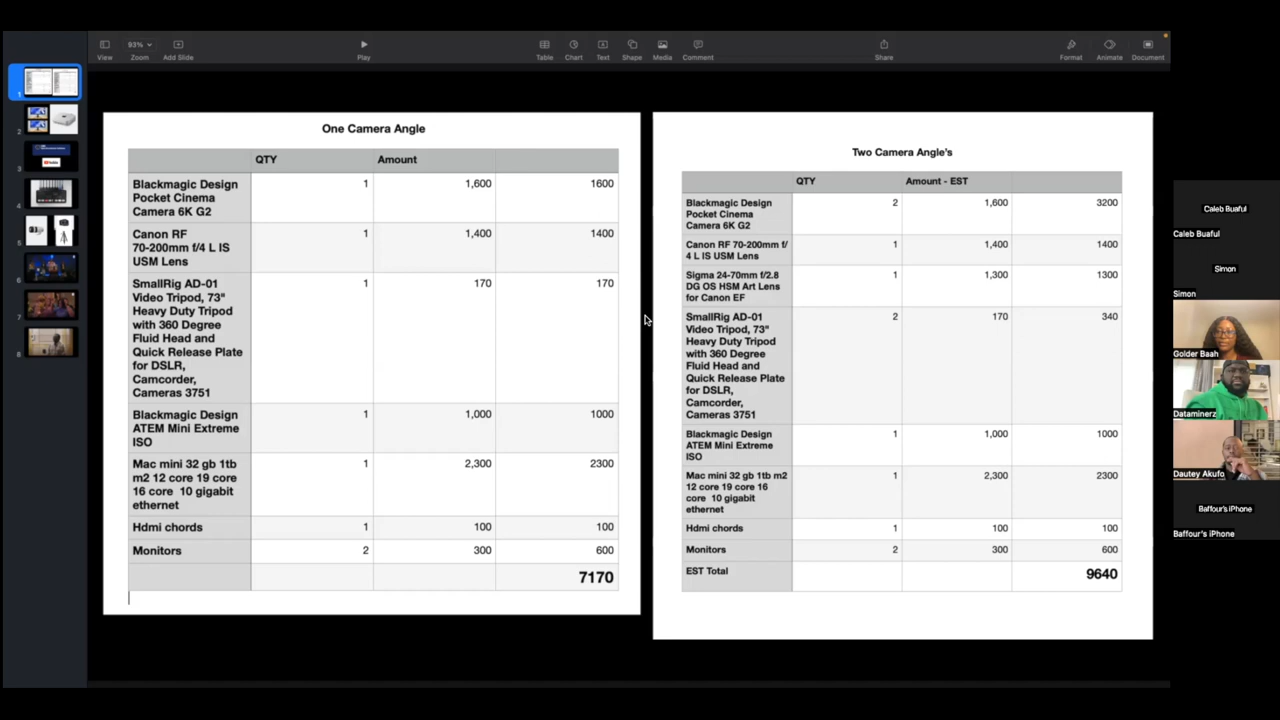 93%
View
Zoom
Add Slide
Play
Table
Chart
Text
Shape
Media
Comment
Share
Format
Animate
Document
1
2
3
4
5
6
7
8
One Camera Angle
QTY Amount
Blackmagic Design
Pocket Cinema
Camera 6K G2
1 1,600 1600
Canon RF
70-200mm f/4 L IS
USM Lens
1 1,400 1400
SmallRig AD-01
Video Tripod, 73"
Heavy Duty Tripod
with 360 Degree
Fluid Head and
Quick Release Plate
for DSLR,
Camcorder,
Cameras 3751
1 170 170
Blackmagic Design
ATEM Mini Extreme
ISO
1 1,000 1000
Mac mini 32 gb 1tb
m2 12 core 19 core
16 core 10 gigabit
ethernet
1 2,300 2300
Hdmi chords 1 100 100
Monitors 2 300 600
7170
Two Camera Angle's
QTY Amount - EST
Blackmagic Design
Pocket Cinema
Camera 6K G2
2 1,600 3200
Canon RF 70-200mm f/
4 L IS USM Lens
1 1,400 1400
Sigma 24-70mm f/2.8
DG OS HSM Art Lens
for Canon EF
1 1,300 1300
SmallRig AD-01
Video Tripod, 73"
Heavy Duty Tripod
with 360 Degree
Fluid Head and
Quick Release Plate
for DSLR,
Camcorder,
Cameras 3751
2 170 340
Blackmagic Design
ATEM Mini Extreme
ISO
1 1,000 1000
Mac mini 32 gb 1tb m2
12 core 19 core 16
core 10 gigabit
ethernet
1 2,300 2300
Hdmi chords 1 100 100
Monitors 2 300 600
EST Total 9640
Caleb Buaful
Caleb Buaful
Simon
Simon
Golder Baah
Dataminerz
Dautey Akufo
Baffour's iPhone
Baffour's iPhone